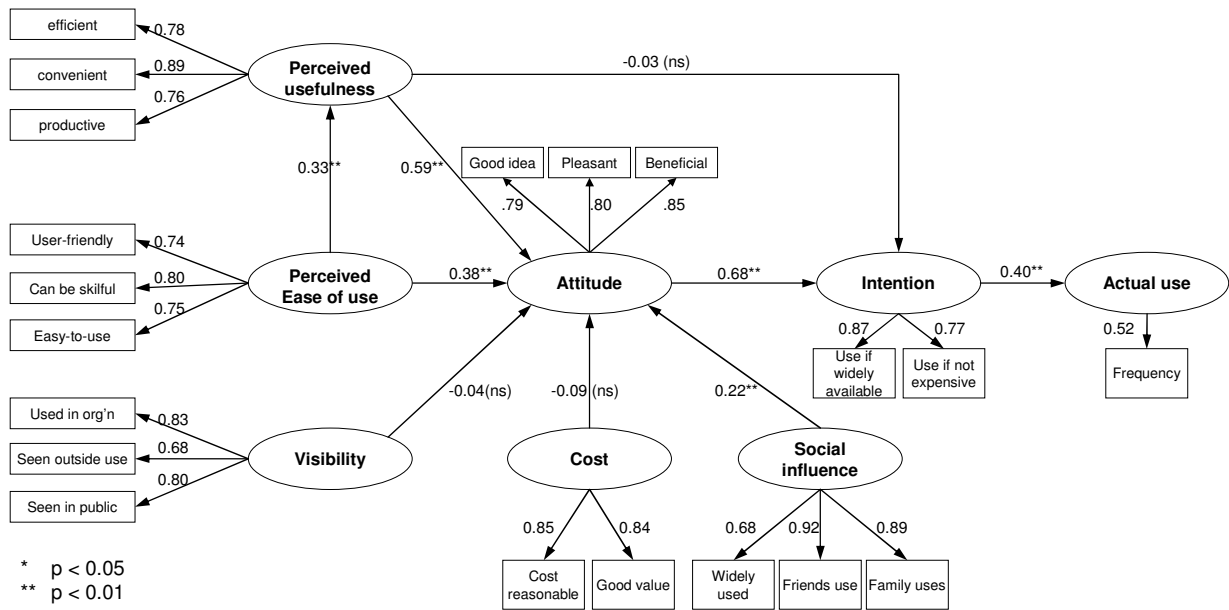 efficient
0.78
convenient
0.89
productive
0.76
Perceived
usefulness
-0.03 (ns)
0.33**
0.59**
Good idea
Pleasant
Beneficial
.79
.80
.85
User-friendly
0.74
Can be skilful
0.80
Easy-to-use
0.75
Perceived
Ease of use
0.38**
Attitude
0.68**
Intention
0.40**
Actual use
0.87
0.77
0.52
Use if
widely
available
Use if not
expensive
Frequency
-0.04(ns)
-0.09 (ns)
0.22**
Used in org'n
0.83
Seen outside use
0.68
Seen in public
0.80
Visibility
Cost
Social
influence
0.85
0.84
0.68
0.92
0.89
Cost
reasonable
Good value
Widely
used
Friends use
Family uses
* p < 0.05
** p < 0.01